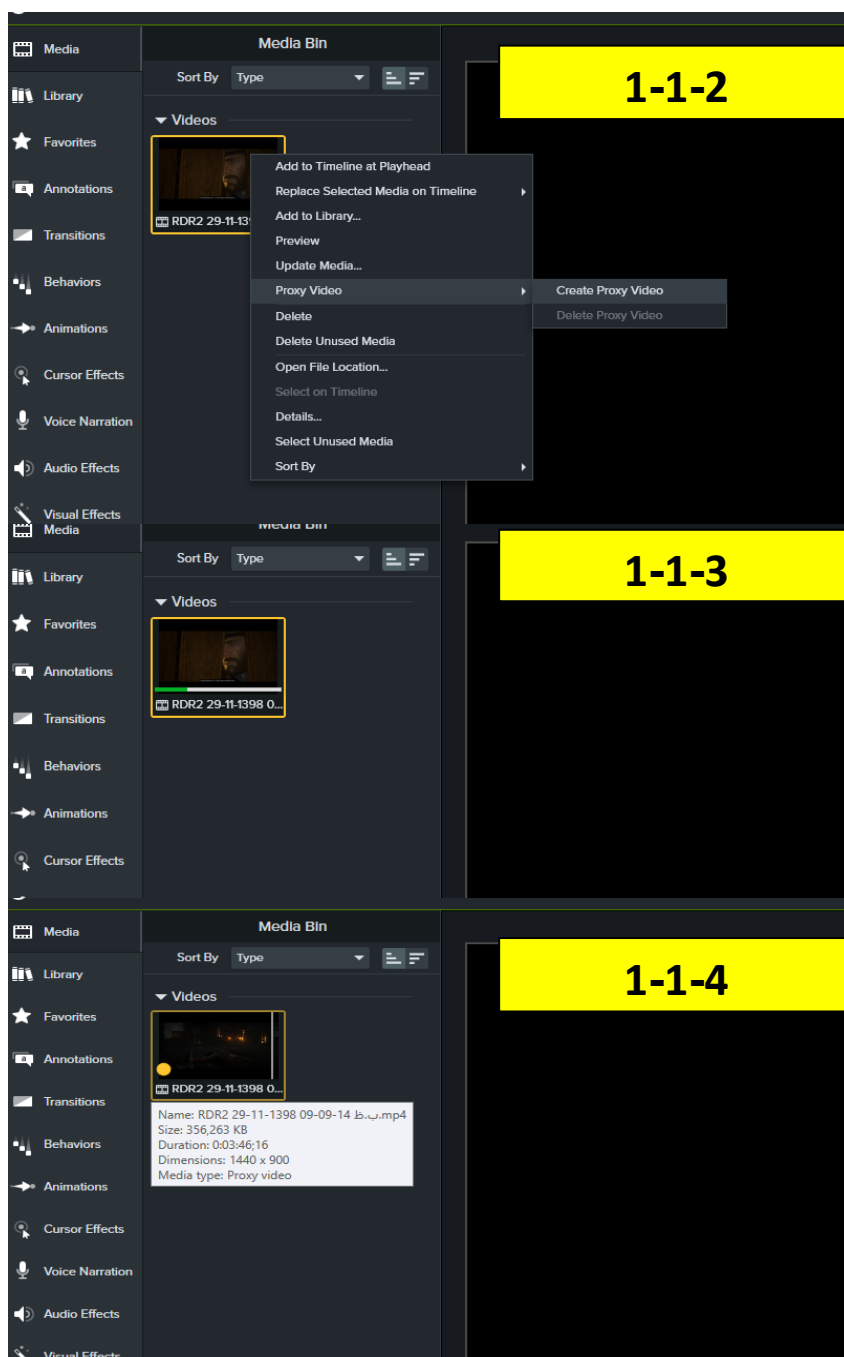 Media
Media Bin
1-1-2
Sort By Type
Library
Videos
Favorites
Add to Timeline at Playhead
Annotations
Replace Selected Media on Timeline
RDR2 29-11-13
Add to Library...
Transitions
Preview
Update Media...
Behaviors
Proxy Video
Create Proxy Video
Delete
Delete Proxy Video
Animations
Delete Unused Media
Open File Location...
Cursor Effects
Select on Timeline
Details...
Voice Narration
Select Unused Media
Audio Effects
Sort By
Visual Effects
Media
Media Bin
1-1-3
Sort By Type
Library
Videos
Favorites
Annotations
RDR2 29-11-1398 0...
Transitions
Behaviors
Animations
Cursor Effects
Media
Media Bin
1-1-4
Sort By Type
Library
Videos
Favorites
Annotations
RDR2 29-11-1398 0...
Transitions
Name: RDR2 29-11-1398 09-09-14 ب.ظ.mp4
Size: 356,263 KB
Duration: 0:03:46;16
Behaviors
Dimensions: 1440 x 900
Media type: Proxy video
Animations
Cursor Effects
Voice Narration
Audio Effects
Visual Effects